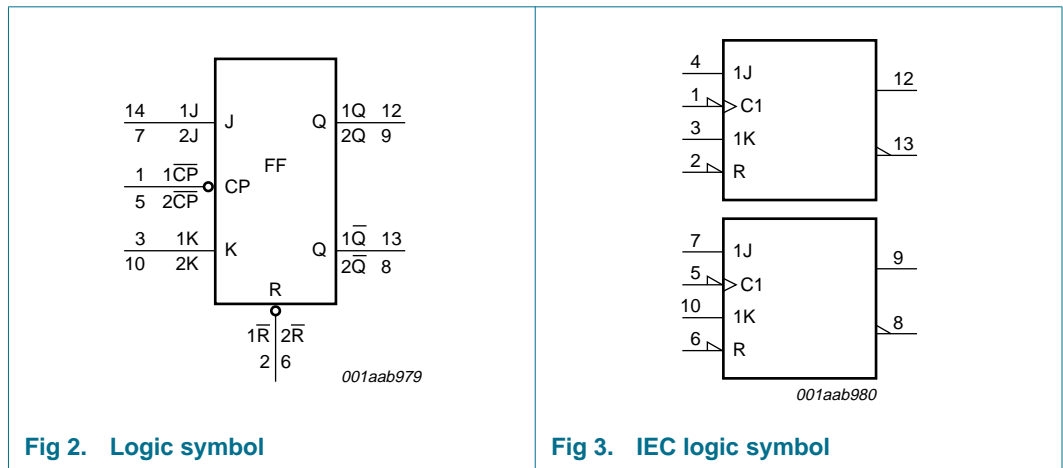 14 1J J Q 1Q 12
7 2J 2Q 9
FF
1 1C̅P̅ CP
5 2C̅P̅
3 1K K Q 1Q̅ 13
10 2K 2Q̅ 8
R
1R̅ 2R̅
2 6
001aab979
Fig 2. Logic symbol
4 1J 12
1 C1
3 1K 13
2 R
7 1J 9
5 C1
10 1K 8
6 R
001aab980
Fig 3. IEC logic symbol